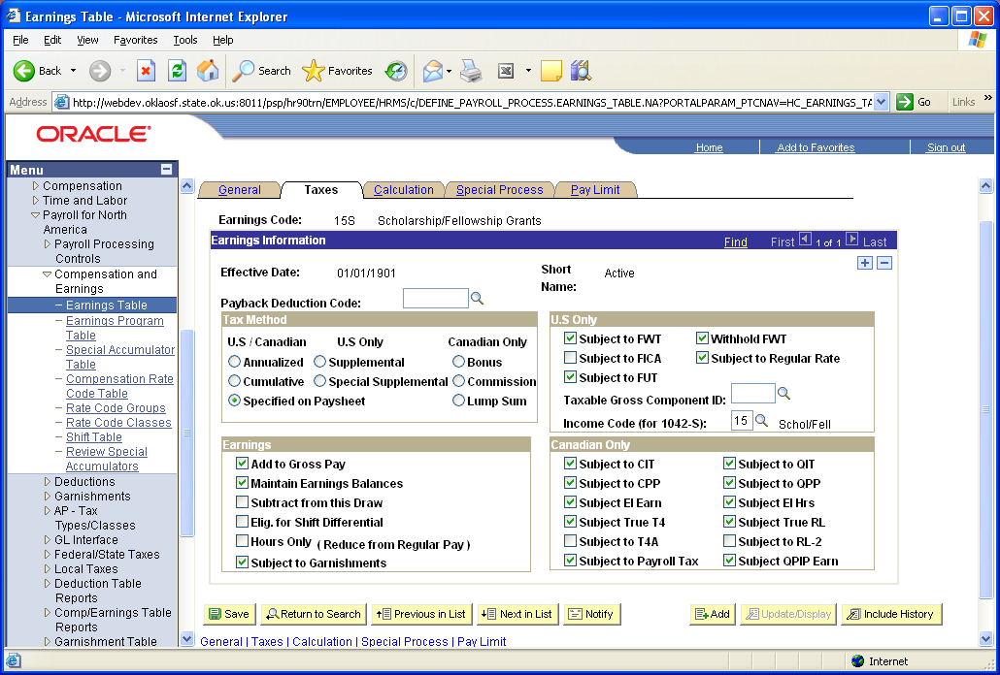 Earnings Table - Microsoft Internet Explorer
File Edit View Favorites Tools Help
Back Search Favorites
Address http://webdev.oklaosf.state.ok.us:8011/psp/hr90trn/EMPLOYEE/HRMS/c/DEFINE_PAYROLL_PROCESS.EARNINGS_TABLE.NA?PORTALPARAM_PTCNAV=HC_EARNINGS_TA Go Links »
ORACLE
Home Add to Favorites Sign out
Menu
Compensation
Time and Labor
Payroll for North
America
Payroll Processing
Controls
Compensation and
Earnings
Earnings Table
Earnings Program
Table
Special Accumulator
Table
Compensation Rate
Code Table
Rate Code Groups
Rate Code Classes
Shift Table
Review Special
Accumulators
Deductions
Garnishments
AP - Tax
Types/Classes
GL Interface
Federal/State Taxes
Local Taxes
Deduction Table
Reports
Comp/Earnings Table
Reports
Garnishment Table
General Taxes Calculation Special Process Pay Limit
Earnings Code: 15S Scholarship/Fellowship Grants
Earnings Information Find First 1 of 1 Last
Effective Date: 01/01/1901 Short
Name: Active
Payback Deduction Code:
Tax Method
U.S / Canadian U.S Only Canadian Only
Annualized Supplemental Bonus
Cumulative Special Supplemental Commission
Specified on Paysheet Lump Sum
U.S Only
Subject to FWT Withhold FWT
Subject to FICA Subject to Regular Rate
Subject to FUT
Taxable Gross Component ID:
Income Code (for 1042-S): 15 Schol/Fell
Earnings
Add to Gross Pay
Maintain Earnings Balances
Subtract from this Draw
Elig. for Shift Differential
Hours Only ( Reduce from Regular Pay )
Subject to Garnishments
Canadian Only
Subject to CIT Subject to QIT
Subject to CPP Subject to QPP
Subject EI Earn Subject EI Hrs
Subject True T4 Subject True RL
Subject to T4A Subject to RL-2
Subject to Payroll Tax Subject QPIP Earn
Save Return to Search Previous in List Next in List Notify Add Update/Display Include History
General | Taxes | Calculation | Special Process | Pay Limit
Internet